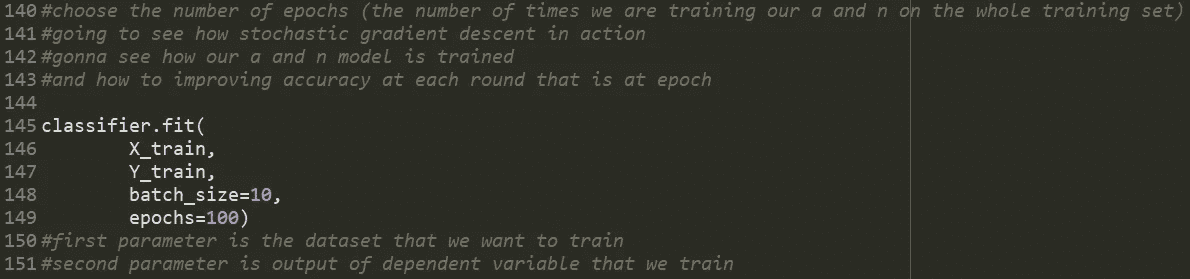 140 #choose the number of epochs (the number of times we are training our a and n on the whole training set)
141 #going to see how stochastic gradient descent in action
142 #gonna see how our a and n model is trained
143 #and how to improving accuracy at each round that is at epoch
144
145 classifier.fit(
146         X_train,
147         Y_train,
148         batch_size=10,
149         epochs=100)
150 #first parameter is the dataset that we want to train
151 #second parameter is output of dependent variable that we train